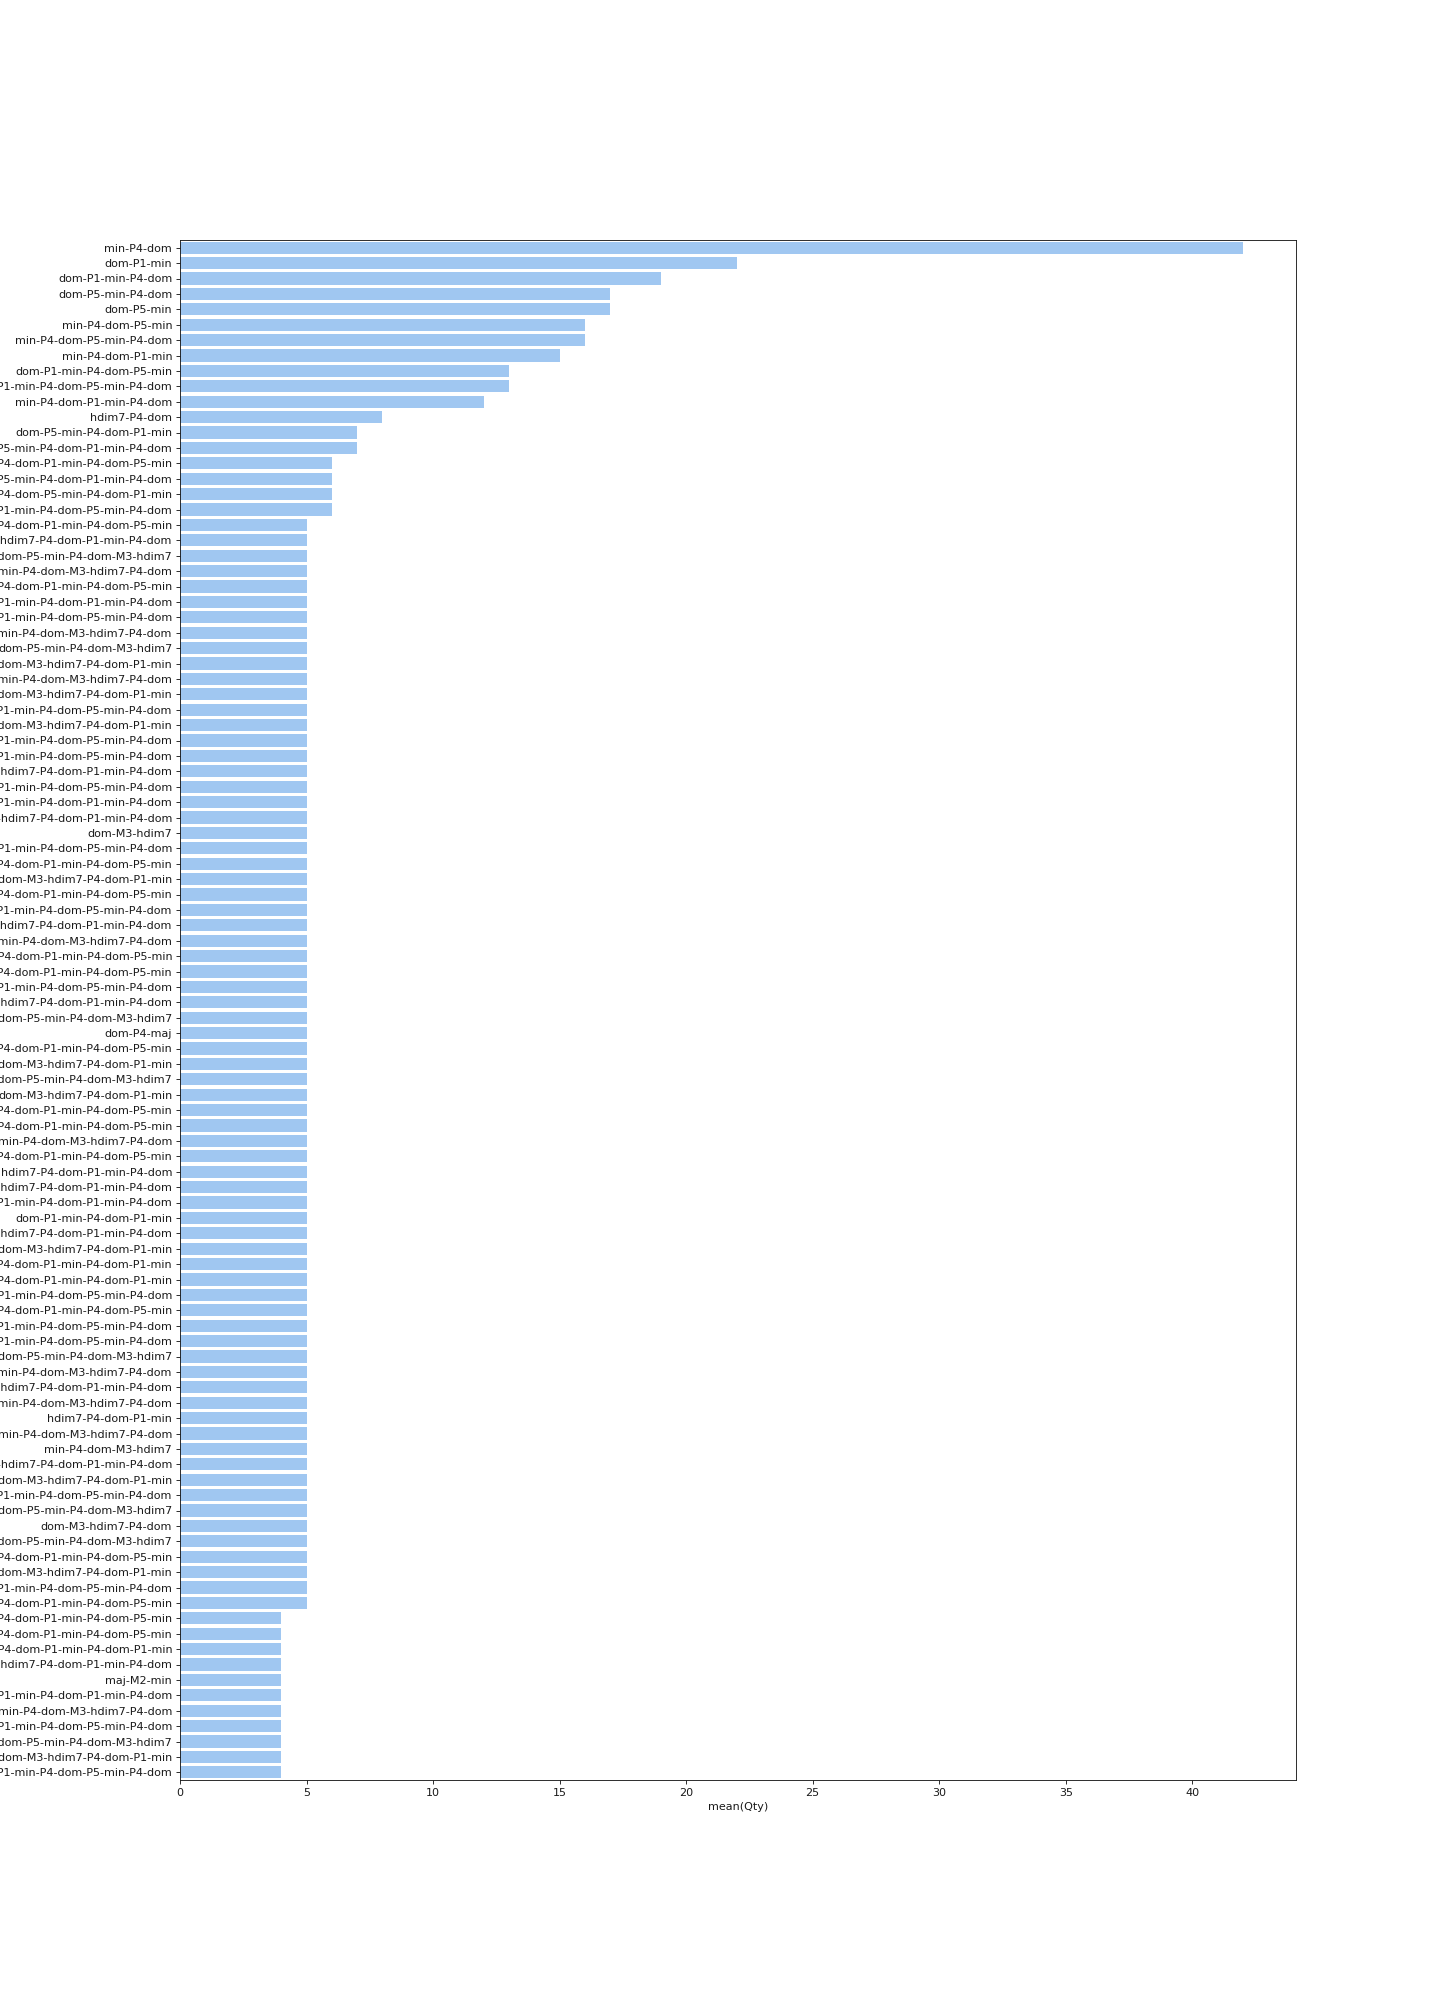 min-P4-dom
dom-P1-min
dom-P1-min-P4-dom
dom-P5-min-P4-dom
dom-P5-min
min-P4-dom-P5-min
min-P4-dom-P5-min-P4-dom
min-P4-dom-P1-min
dom-P1-min-P4-dom-P5-min
P1-min-P4-dom-P5-min-P4-dom
min-P4-dom-P1-min-P4-dom
hdim7-P4-dom
dom-P5-min-P4-dom-P1-min
P5-min-P4-dom-P1-min-P4-dom
P4-dom-P1-min-P4-dom-P5-min
P5-min-P4-dom-P1-min-P4-dom
P4-dom-P5-min-P4-dom-P1-min
P1-min-P4-dom-P5-min-P4-dom
P4-dom-P1-min-P4-dom-P5-min
hdim7-P4-dom-P1-min-P4-dom
dom-P5-min-P4-dom-M3-hdim7
min-P4-dom-M3-hdim7-P4-dom
P4-dom-P1-min-P4-dom-P5-min
P1-min-P4-dom-P1-min-P4-dom
P1-min-P4-dom-P5-min-P4-dom
min-P4-dom-M3-hdim7-P4-dom
dom-P5-min-P4-dom-M3-hdim7
dom-M3-hdim7-P4-dom-P1-min
min-P4-dom-M3-hdim7-P4-dom
dom-M3-hdim7-P4-dom-P1-min
P1-min-P4-dom-P5-min-P4-dom
dom-M3-hdim7-P4-dom-P1-min
P1-min-P4-dom-P5-min-P4-dom
P1-min-P4-dom-P5-min-P4-dom
hdim7-P4-dom-P1-min-P4-dom
P1-min-P4-dom-P5-min-P4-dom
P1-min-P4-dom-P1-min-P4-dom
hdim7-P4-dom-P1-min-P4-dom
dom-M3-hdim7
P1-min-P4-dom-P5-min-P4-dom
P4-dom-P1-min-P4-dom-P5-min
dom-M3-hdim7-P4-dom-P1-min
P4-dom-P1-min-P4-dom-P5-min
P1-min-P4-dom-P5-min-P4-dom
hdim7-P4-dom-P1-min-P4-dom
min-P4-dom-M3-hdim7-P4-dom
P4-dom-P1-min-P4-dom-P5-min
P4-dom-P1-min-P4-dom-P5-min
P1-min-P4-dom-P5-min-P4-dom
hdim7-P4-dom-P1-min-P4-dom
dom-P5-min-P4-dom-M3-hdim7
dom-P4-maj
P4-dom-P1-min-P4-dom-P5-min
dom-M3-hdim7-P4-dom-P1-min
dom-P5-min-P4-dom-M3-hdim7
dom-M3-hdim7-P4-dom-P1-min
P4-dom-P1-min-P4-dom-P5-min
P4-dom-P1-min-P4-dom-P5-min
min-P4-dom-M3-hdim7-P4-dom
P4-dom-P1-min-P4-dom-P5-min
hdim7-P4-dom-P1-min-P4-dom
hdim7-P4-dom-P1-min-P4-dom
P1-min-P4-dom-P1-min-P4-dom
dom-P1-min-P4-dom-P1-min
hdim7-P4-dom-P1-min-P4-dom
dom-M3-hdim7-P4-dom-P1-min
P4-dom-P1-min-P4-dom-P1-min
P4-dom-P1-min-P4-dom-P1-min
P1-min-P4-dom-P5-min-P4-dom
P4-dom-P1-min-P4-dom-P5-min
P1-min-P4-dom-P5-min-P4-dom
P1-min-P4-dom-P5-min-P4-dom
dom-P5-min-P4-dom-M3-hdim7
min-P4-dom-M3-hdim7-P4-dom
hdim7-P4-dom-P1-min-P4-dom
min-P4-dom-M3-hdim7-P4-dom
hdim7-P4-dom-P1-min
min-P4-dom-M3-hdim7-P4-dom
min-P4-dom-M3-hdim7
hdim7-P4-dom-P1-min-P4-dom
dom-M3-hdim7-P4-dom-P1-min
P1-min-P4-dom-P5-min-P4-dom
dom-P5-min-P4-dom-M3-hdim7
dom-M3-hdim7-P4-dom
dom-P5-min-P4-dom-M3-hdim7
P4-dom-P1-min-P4-dom-P5-min
dom-M3-hdim7-P4-dom-P1-min
P1-min-P4-dom-P5-min-P4-dom
P4-dom-P1-min-P4-dom-P5-min
P4-dom-P1-min-P4-dom-P5-min
P4-dom-P1-min-P4-dom-P5-min
P4-dom-P1-min-P4-dom-P1-min
hdim7-P4-dom-P1-min-P4-dom
maj-M2-min
P1-min-P4-dom-P1-min-P4-dom
min-P4-dom-M3-hdim7-P4-dom
P1-min-P4-dom-P5-min-P4-dom
dom-P5-min-P4-dom-M3-hdim7
dom-M3-hdim7-P4-dom-P1-min
P1-min-P4-dom-P5-min-P4-dom
0 5 10 15 20 25 30 35 40
mean(Qty)